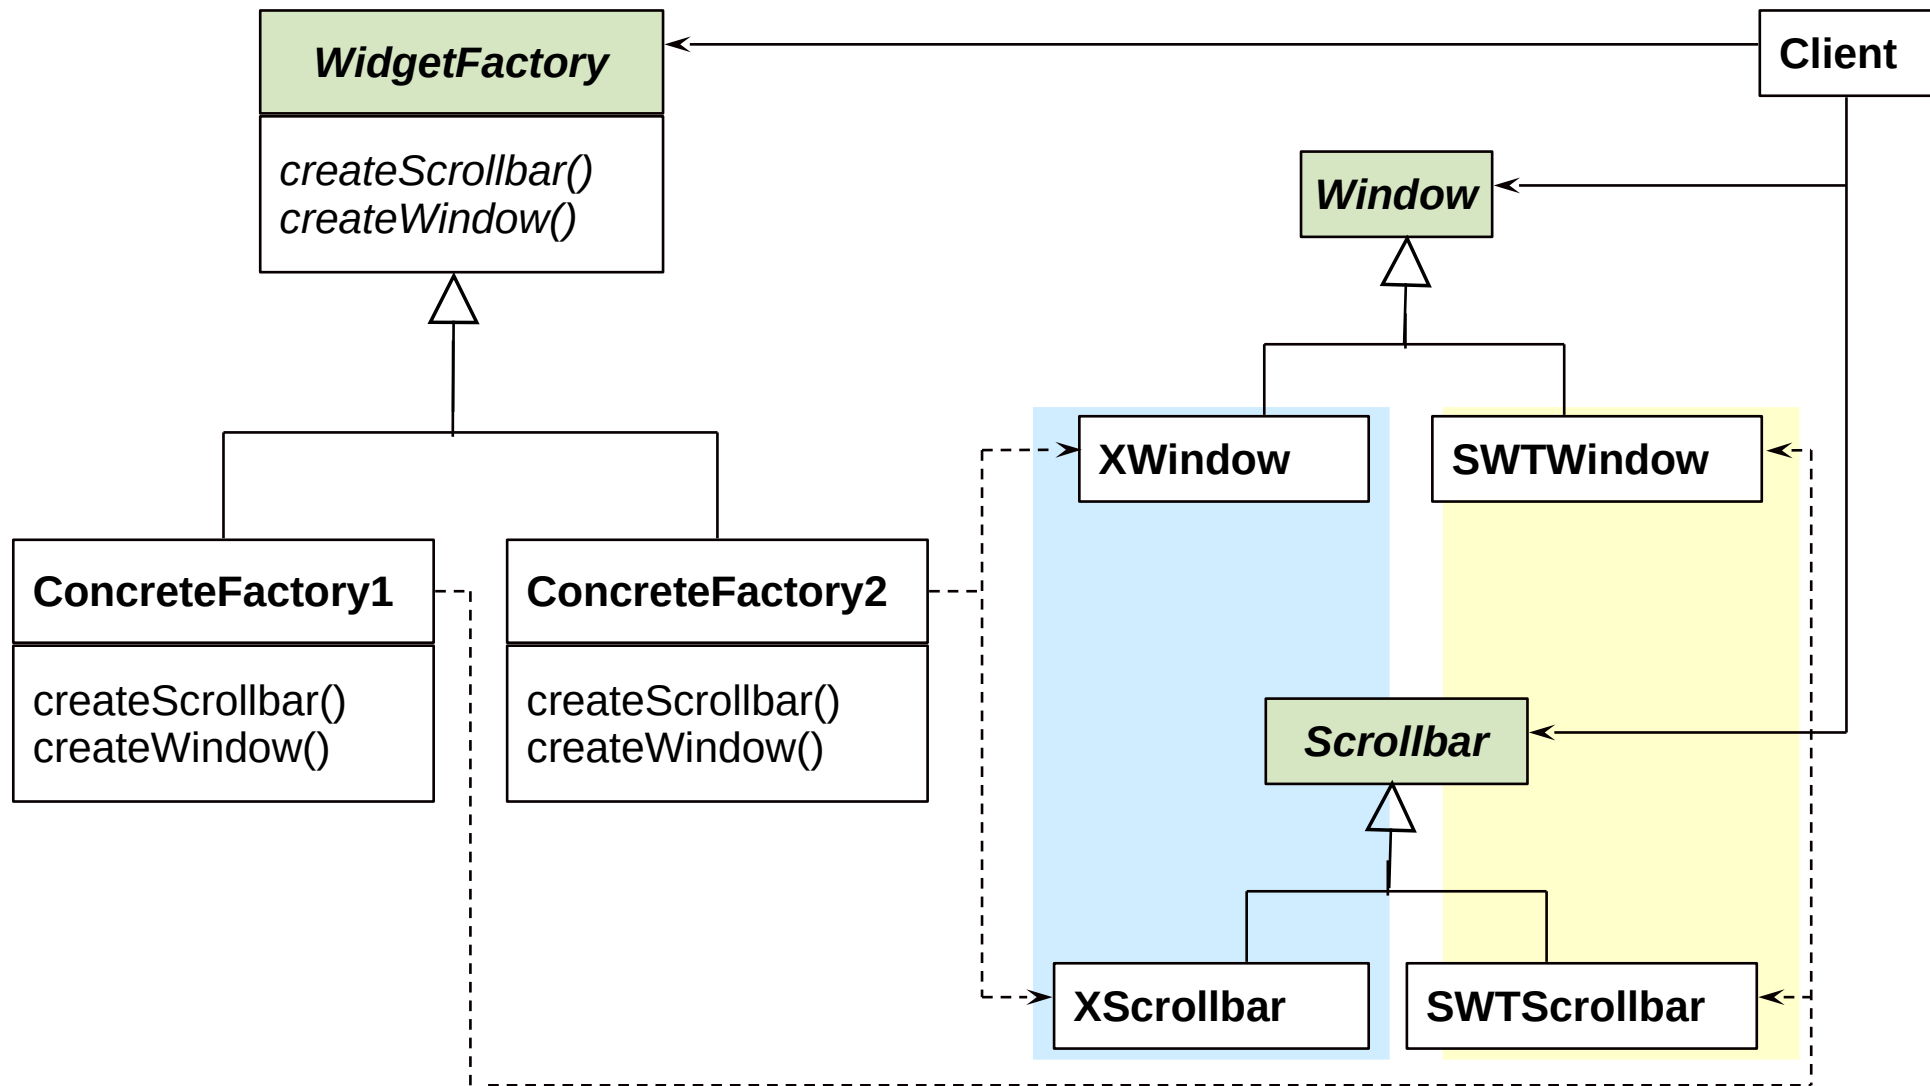 WidgetFactory
createScrollbar()
createWindow()
Client
Window
XWindow
SWTWindow
ConcreteFactory1
createScrollbar()
createWindow()
ConcreteFactory2
createScrollbar()
createWindow()
Scrollbar
XScrollbar
SWTScrollbar